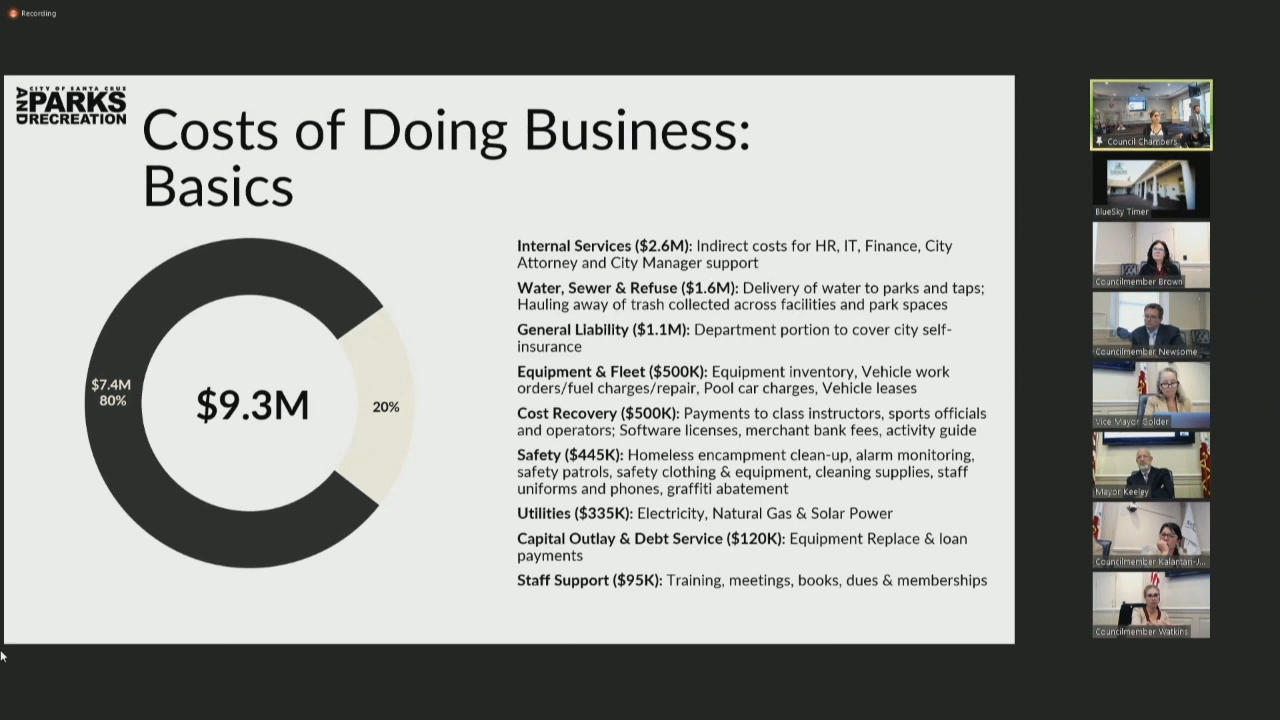 Recording
CITY OF SANTA CRUZ
AND PARKS
RECREATION
Costs of Doing Business:
Basics
$7.4M
80%
$9.3M
20%
Internal Services ($2.6M): Indirect costs for HR, IT, Finance, City
Attorney and City Manager support
Water, Sewer & Refuse ($1.6M): Delivery of water to parks and taps;
Hauling away of trash collected across facilities and park spaces
General Liability ($1.1M): Department portion to cover city self-
insurance
Equipment & Fleet ($500K): Equipment inventory, Vehicle work
orders/fuel charges/repair, Pool car charges, Vehicle leases
Cost Recovery ($500K): Payments to class instructors, sports officials
and operators; Software licenses, merchant bank fees, activity guide
Safety ($445K): Homeless encampment clean-up, alarm monitoring,
safety patrols, safety clothing & equipment, cleaning supplies, staff
uniforms and phones, graffiti abatement
Utilities ($335K): Electricity, Natural Gas & Solar Power
Capital Outlay & Debt Service ($120K): Equipment Replace & loan
payments
Staff Support ($95K): Training, meetings, books, dues & memberships
Council Chambers
BlueSky Timer
Councilmember Brown
Councilmember Newsome
Vice Mayor Golder
Mayor Keeley
Councilmember Kalantari-J...
Councilmember Watkins